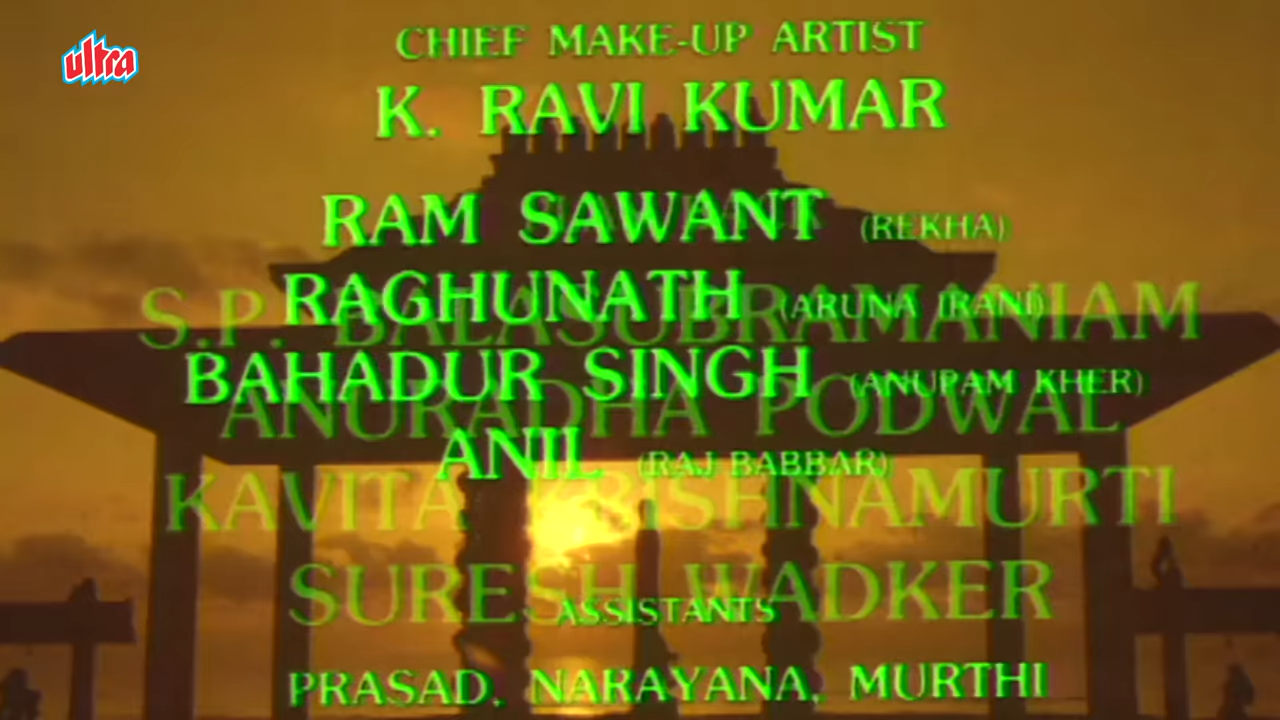 ultra
CHIEF MAKE-UP ARTIST
K. RAVI KUMAR
RAM SAWANT (REKHA)
RAGHUNATH (ARUNA IRANI)
S.P. BALASUBRAMANIAM
BAHADUR SINGH (ANUPAM KHER)
ANURADHA PODWAL
ANIL (RAJ BABBAR)
KAVITA KRISHNAMURTI
SURESH WADKER
ASSISTANTS
PRASAD, NARAYANA, MURTHI